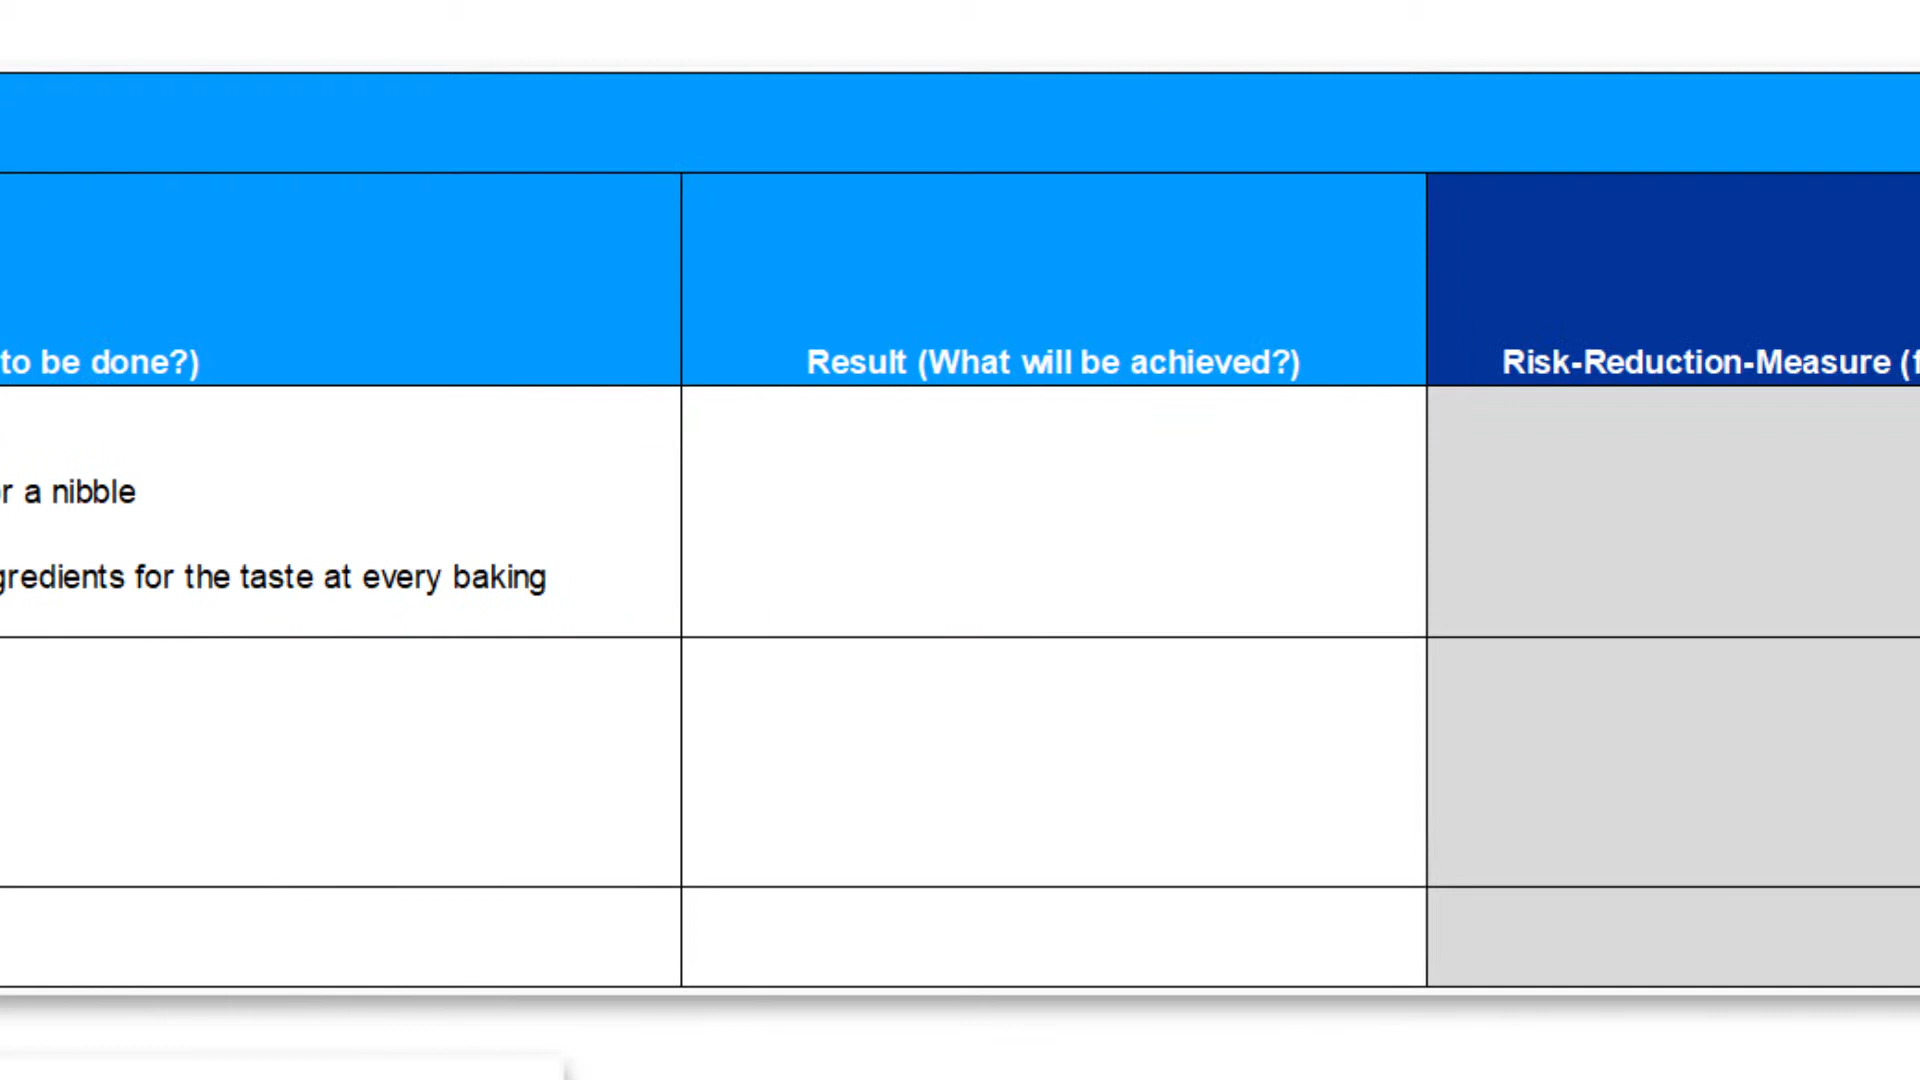 to be done?)
Result (What will be achieved?)
Risk-Reduction-Measure (
r a nibble
gredients for the taste at every baking